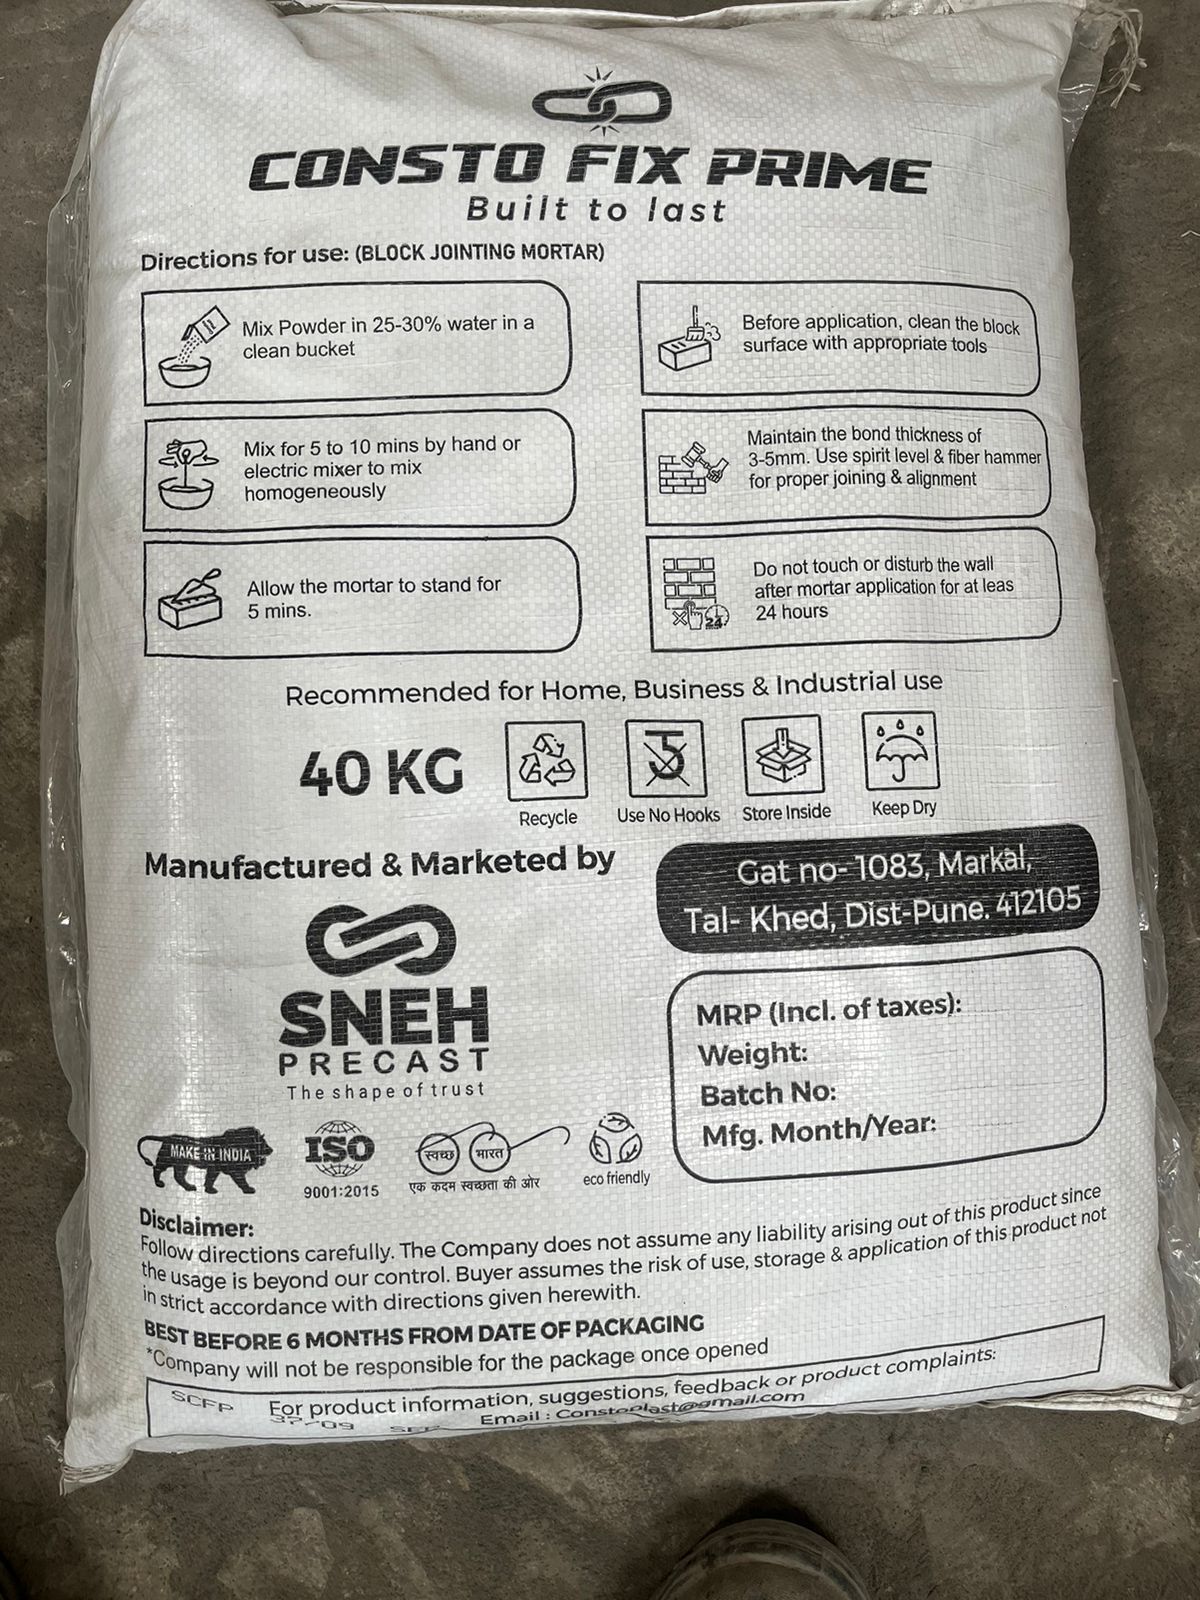 CONSTO FIX PRIME
Built to last
Directions for use: (BLOCK JOINTING MORTAR)
Mix Powder in 25-30% water in a
clean bucket
Mix for 5 to 10 mins by hand or
electric mixer to mix
homogeneously
Allow the mortar to stand for
5 mins.
Before application, clean the block
surface with appropriate tools
Maintain the bond thickness of
3-5mm. Use spirit level & fiber hammer
for proper joining & alignment
24
Do not touch or disturb the wall
after mortar application for at leas
24 hours
Recommended for Home, Business & Industrial use
40 KG
Recycle
Use No Hooks
Store Inside
Keep Dry
Manufactured & Marketed by
SNEH
PRECAST
The shape of trust
Gat no- 1083, Markal,
Tal- Khed, Dist-Pune. 412105
MRP (Incl. of taxes):
Weight:
Batch No:
Mfg. Month/Year:
MAKE IN INDIA
ISO
9001:2015
स्वच्छ भारत
एक कदम स्वच्छता की ओर
eco friendly
Disclaimer:
Follow directions carefully. The Company does not assume any liability arising out of this product since
the usage is beyond our control. Buyer assumes the risk of use, storage & application of this product not
in strict accordance with directions given herewith.
BEST BEFORE 6 MONTHS FROM DATE OF PACKAGING
*Company will not be responsible for the package once opened
For product information, suggestions, feedback or product complaints:
Email : Constoplast@gmail.com
SCFP